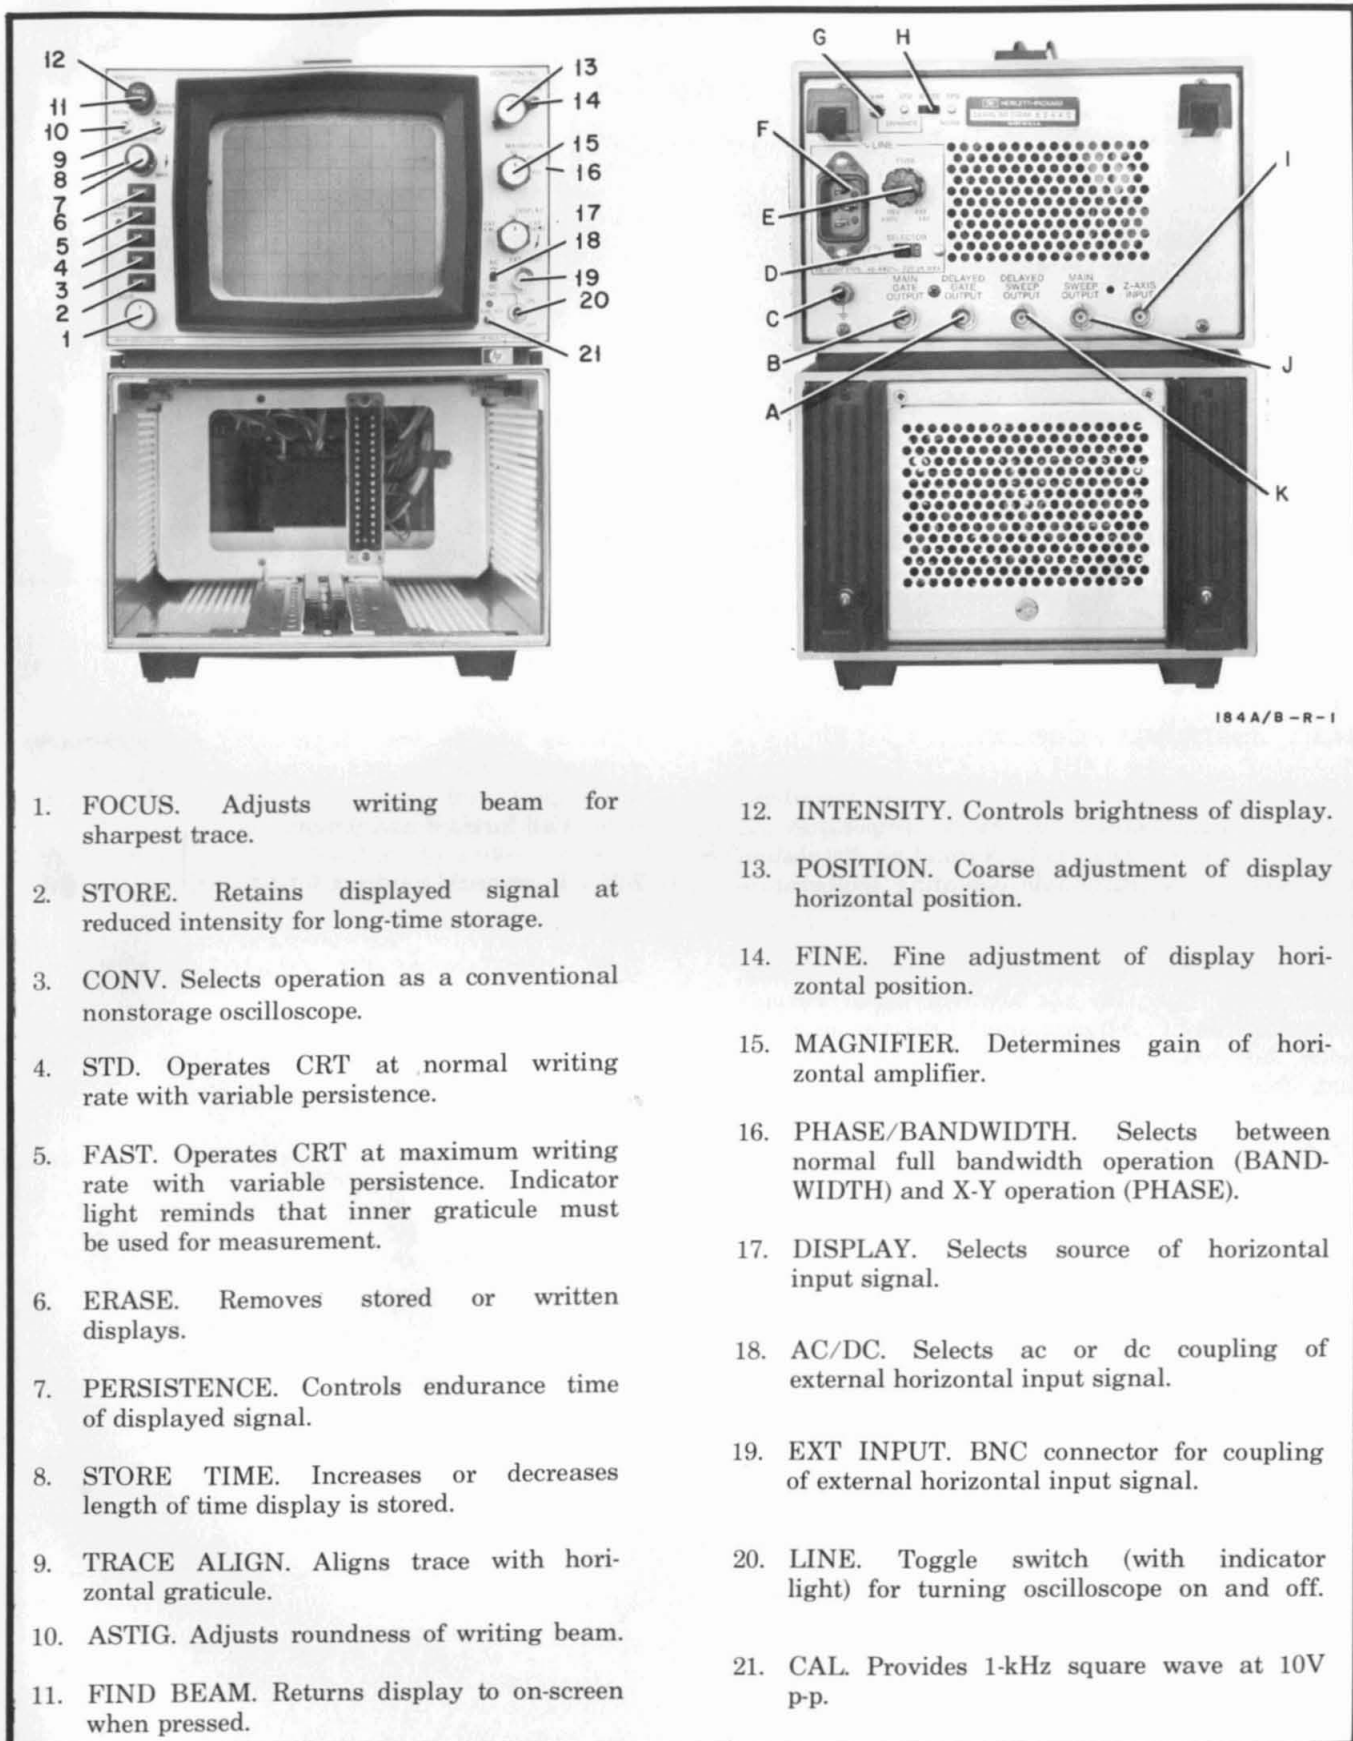 12
11
10
9
8
7
6
5
4
3
2
1
13
14
15
16
17
18
19
20
21
G
H
F
E
D
C
B
A
I
J
K
HEWLETT-PACKARD
LINE
SELECTOR
MAIN GATE OUTPUT
DELAYED GATE OUTPUT
DELAYED SWEEP OUTPUT
MAIN SWEEP OUTPUT
Z-AXIS INPUT
184A/B-R-1
1. FOCUS. Adjusts writing beam for
sharpest trace.
2. STORE. Retains displayed signal at
reduced intensity for long-time storage.
3. CONV. Selects operation as a conventional
nonstorage oscilloscope.
4. STD. Operates CRT at normal writing
rate with variable persistence.
5. FAST. Operates CRT at maximum writing
rate with variable persistence. Indicator
light reminds that inner graticule must
be used for measurement.
6. ERASE. Removes stored or written
displays.
7. PERSISTENCE. Controls endurance time
of displayed signal.
8. STORE TIME. Increases or decreases
length of time display is stored.
9. TRACE ALIGN. Aligns trace with hori-
zontal graticule.
10. ASTIG. Adjusts roundness of writing beam.
11. FIND BEAM. Returns display to on-screen
when pressed.
12. INTENSITY. Controls brightness of display.
13. POSITION. Coarse adjustment of display
horizontal position.
14. FINE. Fine adjustment of display hori-
zontal position.
15. MAGNIFIER. Determines gain of hori-
zontal amplifier.
16. PHASE/BANDWIDTH. Selects between
normal full bandwidth operation (BAND-
WIDTH) and X-Y operation (PHASE).
17. DISPLAY. Selects source of horizontal
input signal.
18. AC/DC. Selects ac or dc coupling of
external horizontal input signal.
19. EXT INPUT. BNC connector for coupling
of external horizontal input signal.
20. LINE. Toggle switch (with indicator
light) for turning oscilloscope on and off.
21. CAL. Provides 1-kHz square wave at 10V
p-p.